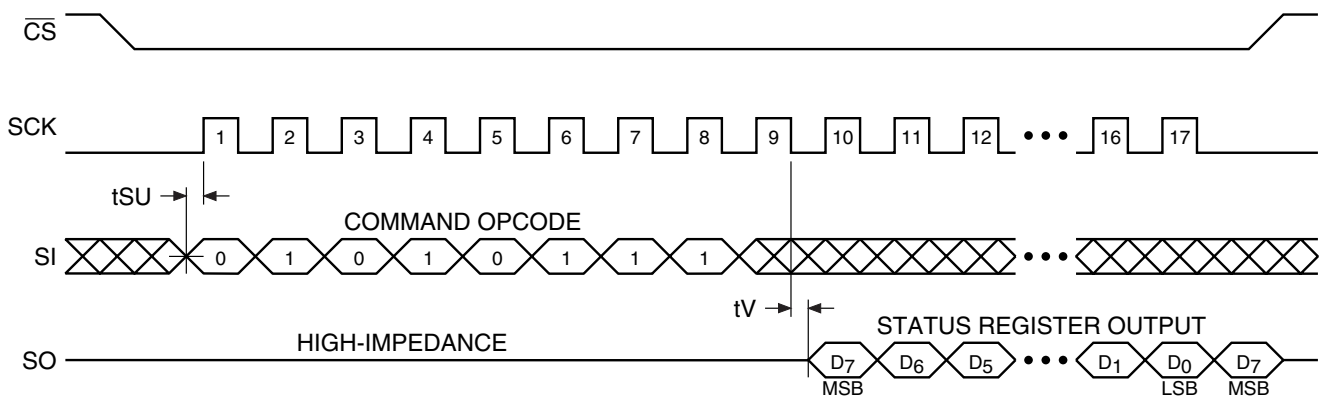 CS
SCK
1 2 3 4 5 6 7 8 9 10 11 12 ••• 16 17
tSU
COMMAND OPCODE
SI
0 1 0 1 0 1 1 1 •••
tV
STATUS REGISTER OUTPUT
HIGH-IMPEDANCE
SO
D7 D6 D5 ••• D1 D0 D7
MSB LSB MSB